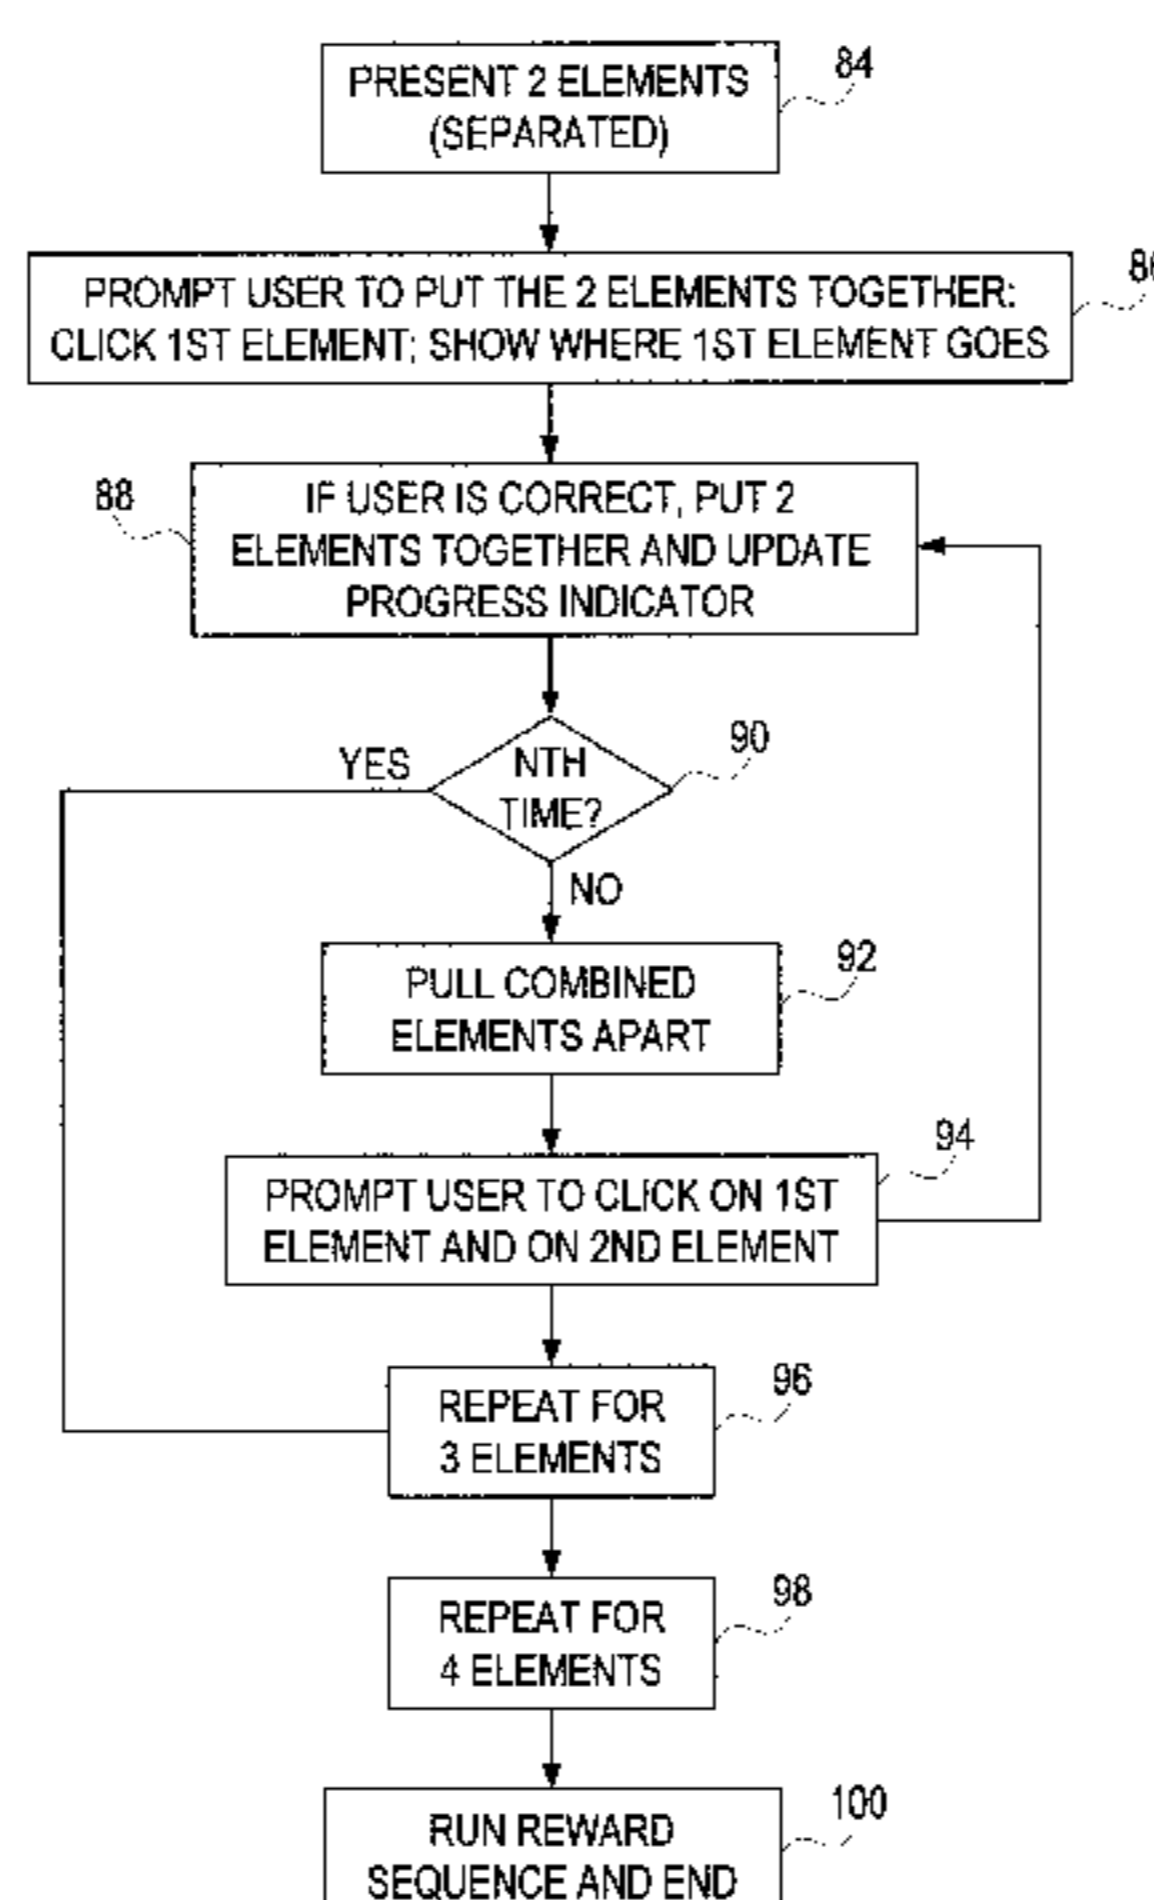 PRESENT 2 ELEMENTS
(SEPARATED)
84
PROMPT USER TO PUT THE 2 ELEMENTS TOGETHER:
CLICK 1ST ELEMENT; SHOW WHERE 1ST ELEMENT GOES
88
IF USER IS CORRECT, PUT 2
ELEMENTS TOGETHER AND UPDATE
PROGRESS INDICATOR
YES
NTH
TIME?
90
NO
PULL COMBINED
ELEMENTS APART
92
PROMPT USER TO CLICK ON 1ST
ELEMENT AND ON 2ND ELEMENT
94
REPEAT FOR
3 ELEMENTS
96
REPEAT FOR
4 ELEMENTS
98
RUN REWARD
SEQUENCE AND END
100